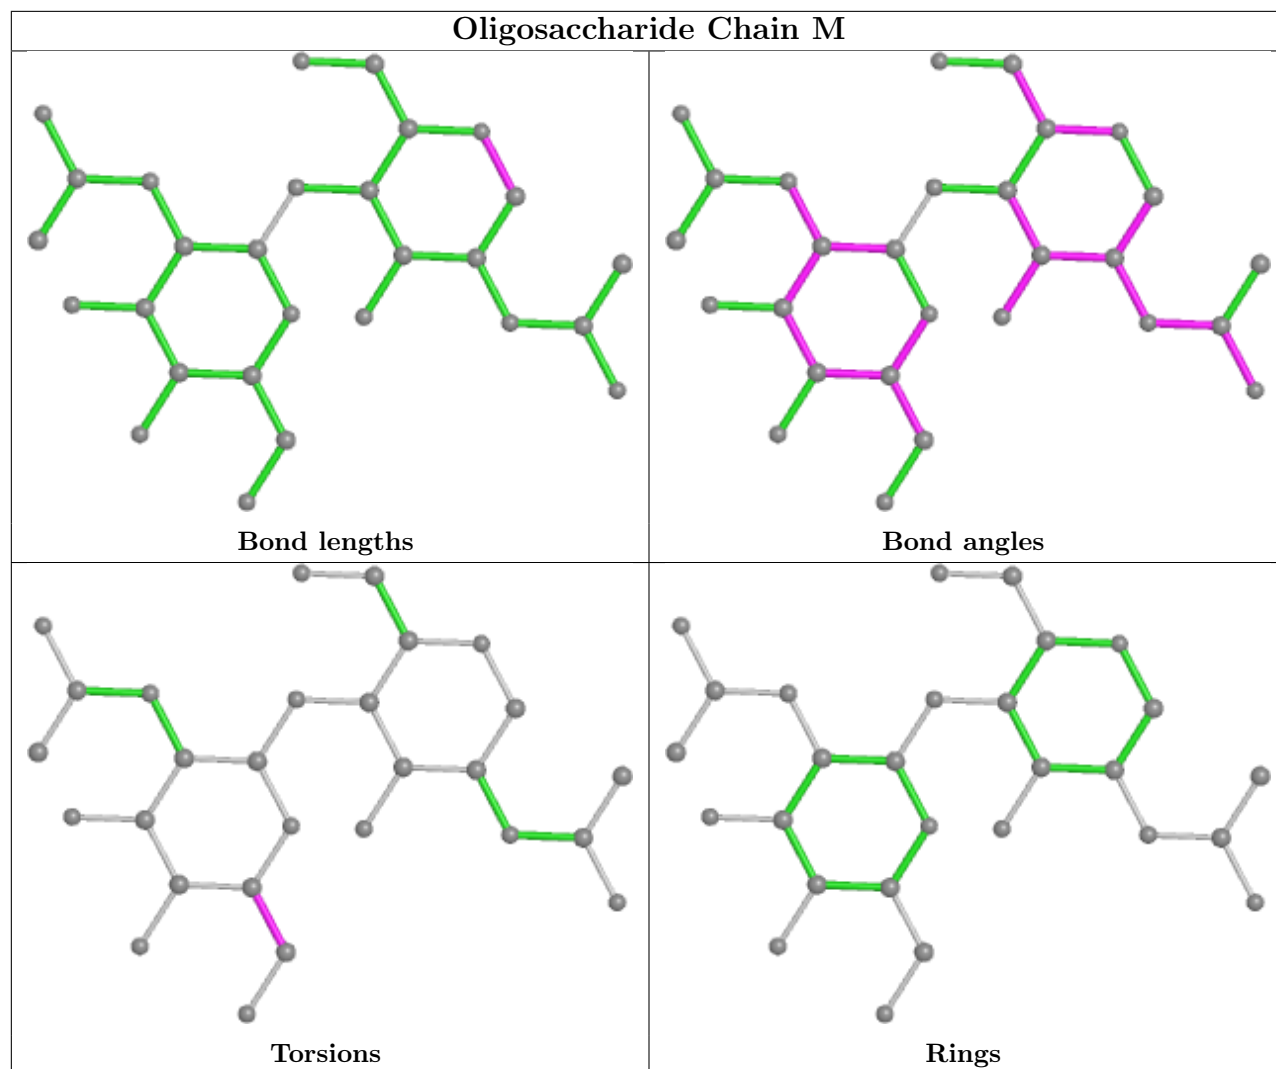 Oligosaccharide Chain M
Bond lengths
Bond angles
Torsions
Rings